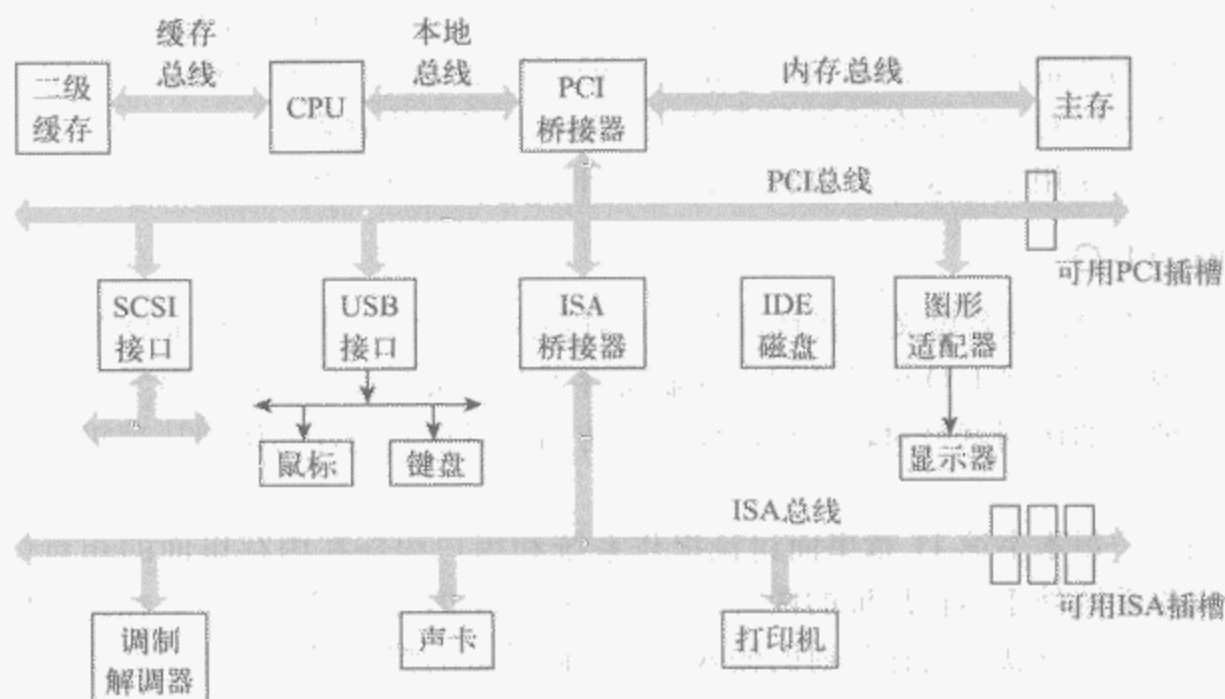 缓存
总线
本地
总线
二级
缓存
CPU
PCI
桥接器
内存总线
主存
PCI总线
可用PCI插槽
SCSI
接口
USB
接口
ISA
桥接器
IDE
磁盘
图形
适配器
鼠标
键盘
显示器
ISA总线
可用ISA插槽
调制
解调器
声卡
打印机